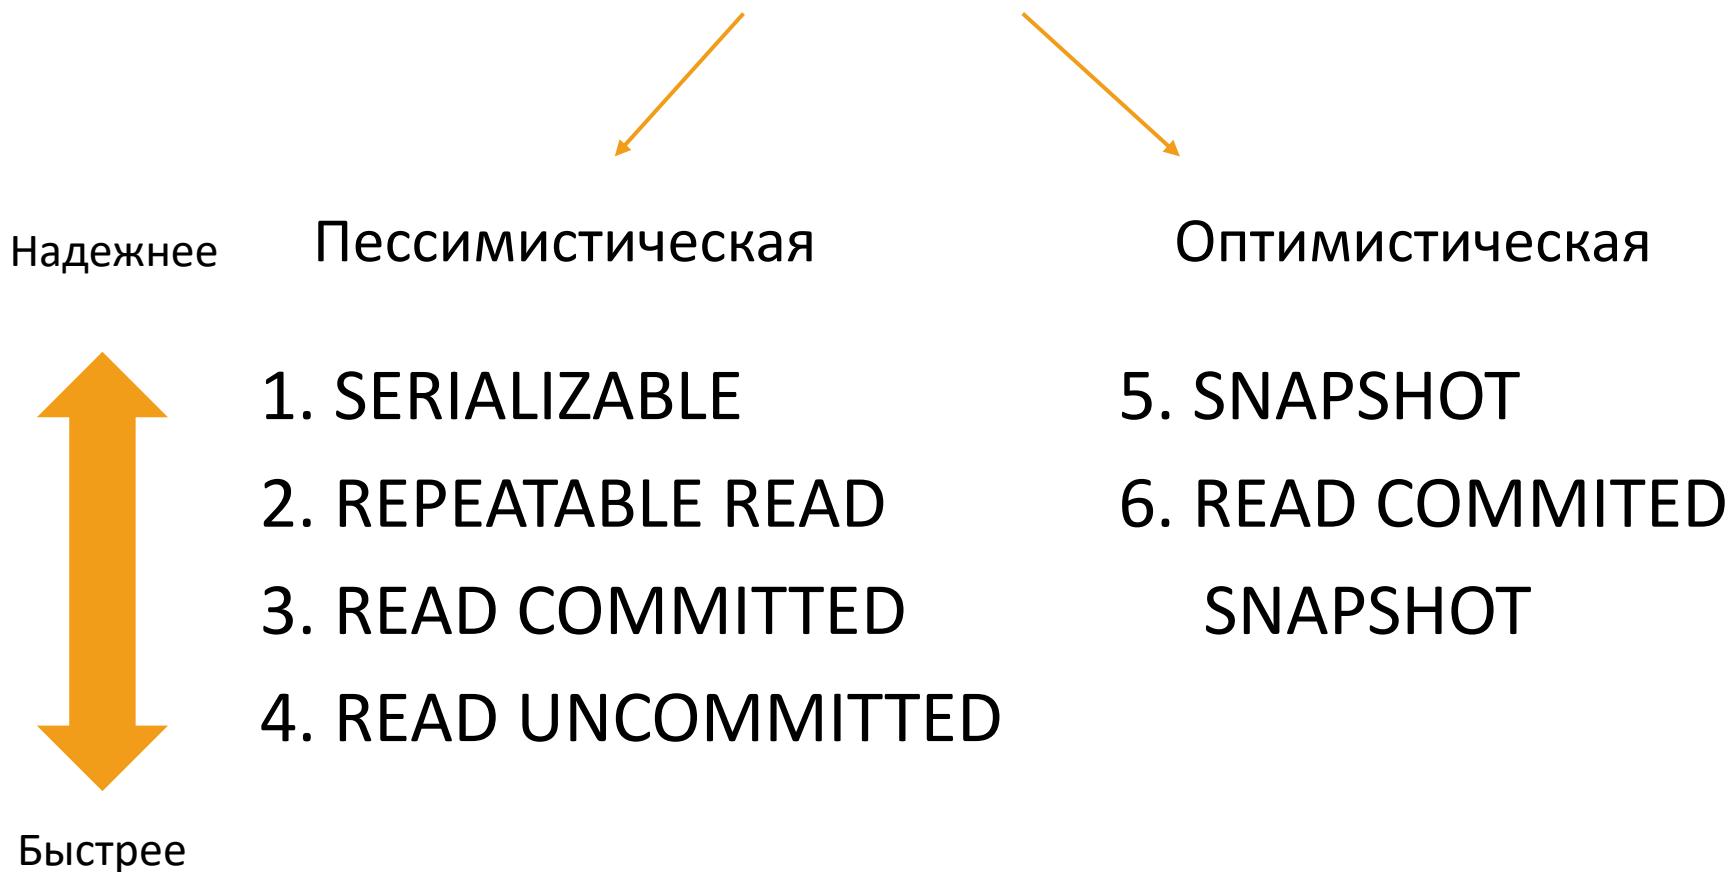 Надежнее
Пессимистическая
Оптимистическая
1. SERIALIZABLE
2. REPEATABLE READ
3. READ COMMITTED
4. READ UNCOMMITTED
5. SNAPSHOT
6. READ COMMITED
SNAPSHOT
Быстрее